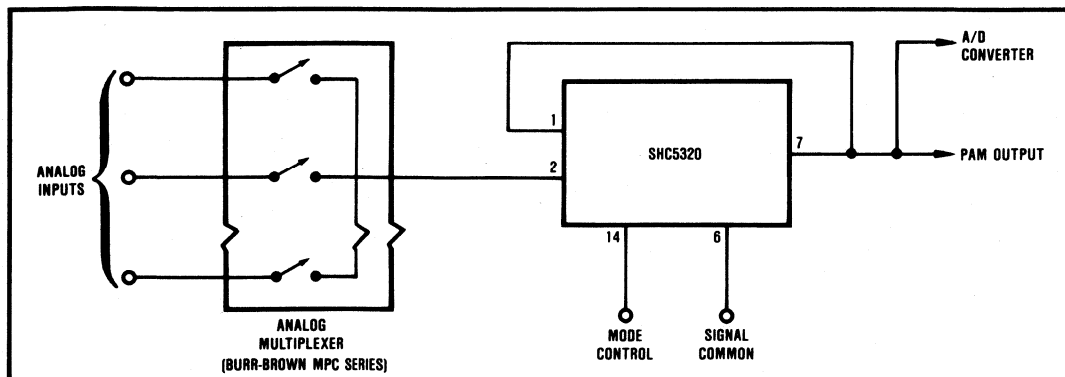 A/D
CONVERTER
1
SHC5320
7
PAM OUTPUT
ANALOG
INPUTS
2
14
6
MODE
CONTROL
SIGNAL
COMMON
ANALOG
MULTIPLEXER
(BURR-BROWN MPC SERIES)